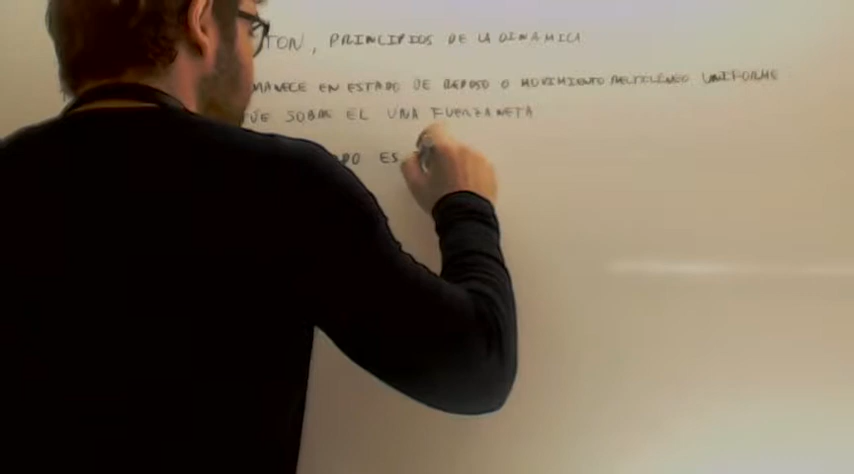 TON, PRINCIPIOS DE LA DINAMICA
MANECE EN ESTADO DE REPOSO O MOVIMIENTO RECTILÍNEO UNIFORME
ÚE SOBRE EL UNA FUERZA NETA
DO ES